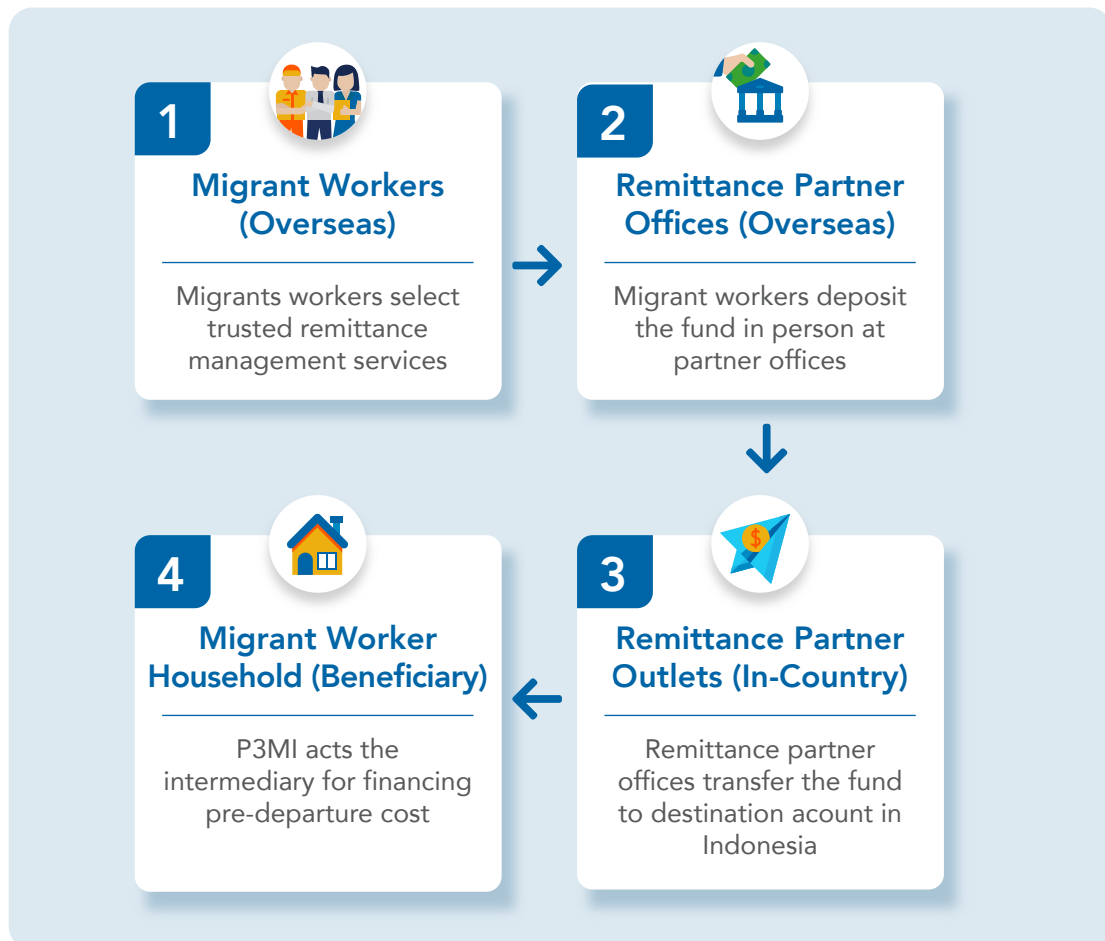 1
Migrant Workers
(Overseas)
Migrants workers select
trusted remittance
management services
2
Remittance Partner
Offices (Overseas)
Migrant workers deposit
the fund in person at
partner offices
3
$
Remittance Partner
Outlets (In-Country)
Remittance partner
offices transfer the fund
to destination acount in
Indonesia
4
Migrant Worker
Household (Beneficiary)
P3MI acts the
intermediary for financing
pre-departure cost